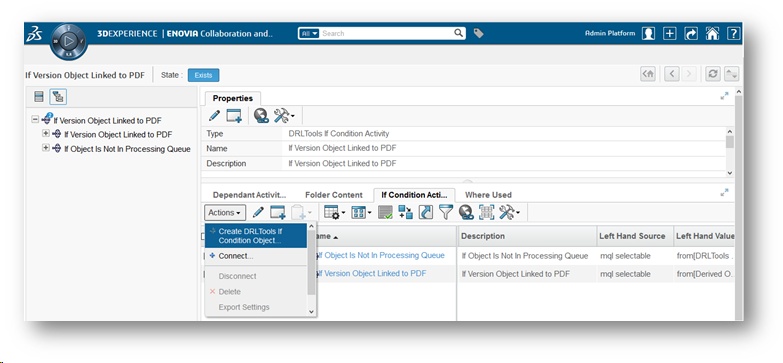 3DEXPERIENCE | ENOVIA Collaboration and..
All
Search
Admin Platform
If Version Object Linked to PDF
State :
Exists
If Version Object Linked to PDF
If Version Object Linked to PDF
If Object Is Not In Processing Queue
Properties
Type DRLTools If Condition Activity
Name If Version Object Linked to PDF
Description If Version Object Linked to PDF
Dependant Activit... Folder Content If Condition Acti... Where Used
Actions
Create DRLTools If
Condition Object...
Connect...
Disconnect
Delete
Export Settings
Description Left Hand Source Left Hand Value
If Object Is Not In Processing Queue If Object Is Not In Processing Queue mql selectable from[DRLTools
If Version Object Linked to PDF If Version Object Linked to PDF mql selectable from[Derived O...